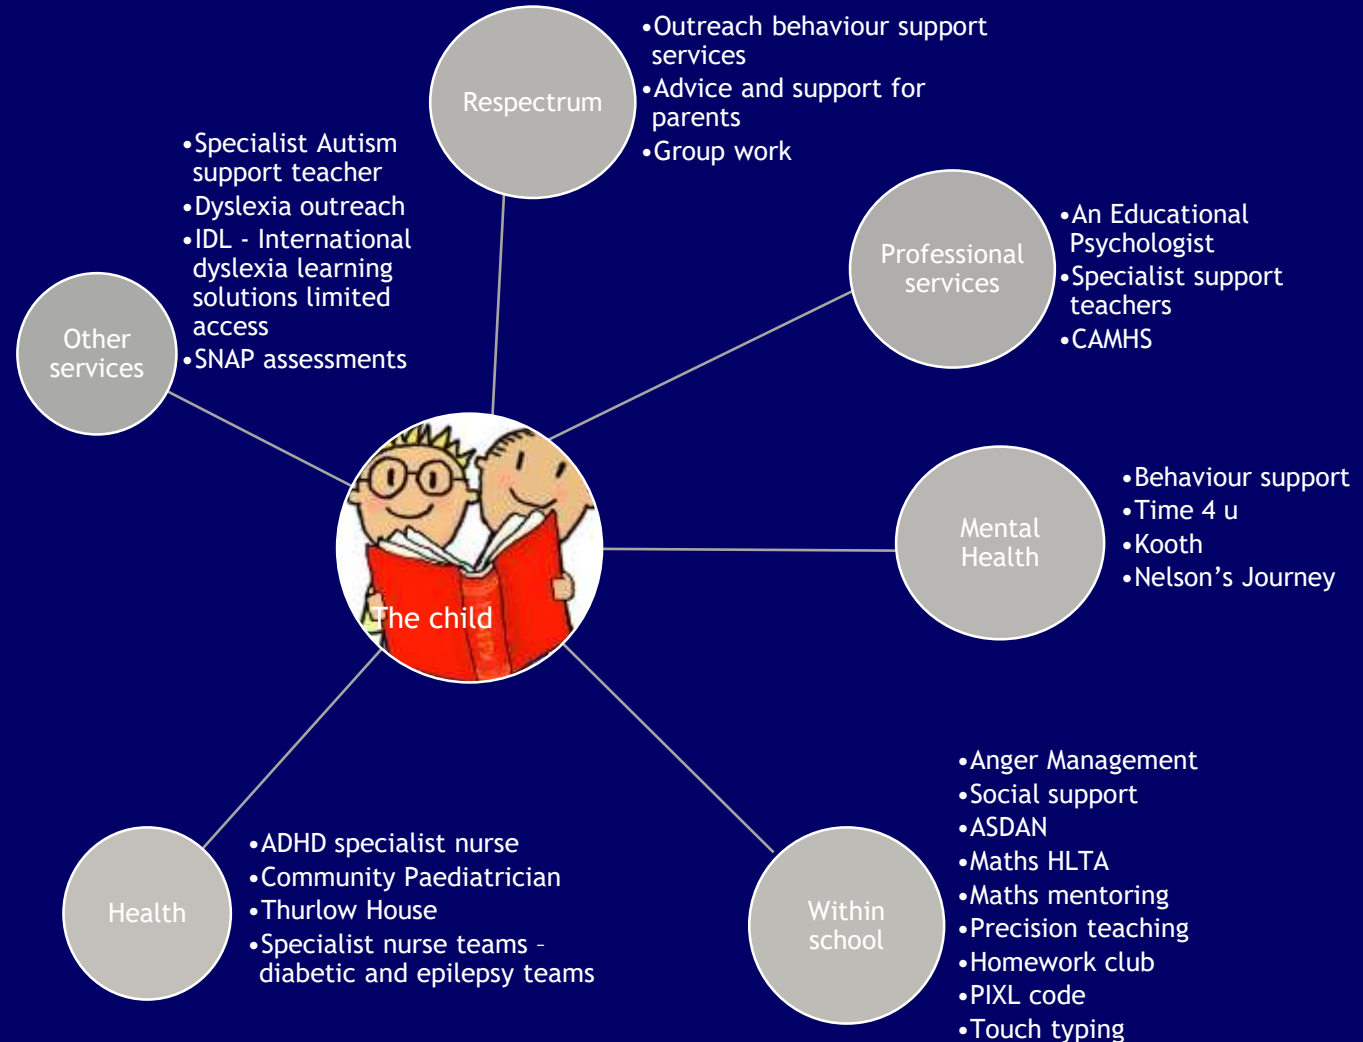 Respectrum
•Outreach behaviour support
services
•Advice and support for
parents
•Group work
Professional
services
•An Educational
Psychologist
•Specialist support
teachers
•CAMHS
Mental
Health
•Behaviour support
•Time 4 u
•Kooth
•Nelson’s Journey
Within
school
•Anger Management
•Social support
•ASDAN
•Maths HLTA
•Maths mentoring
•Precision teaching
•Homework club
•PIXL code
•Touch typing
Health
•ADHD specialist nurse
•Community Paediatrician
•Thurlow House
•Specialist nurse teams –
diabetic and epilepsy teams
Other
services
•Specialist Autism
support teacher
•Dyslexia outreach
•IDL - International
dyslexia learning
solutions limited
access
•SNAP assessments
The child